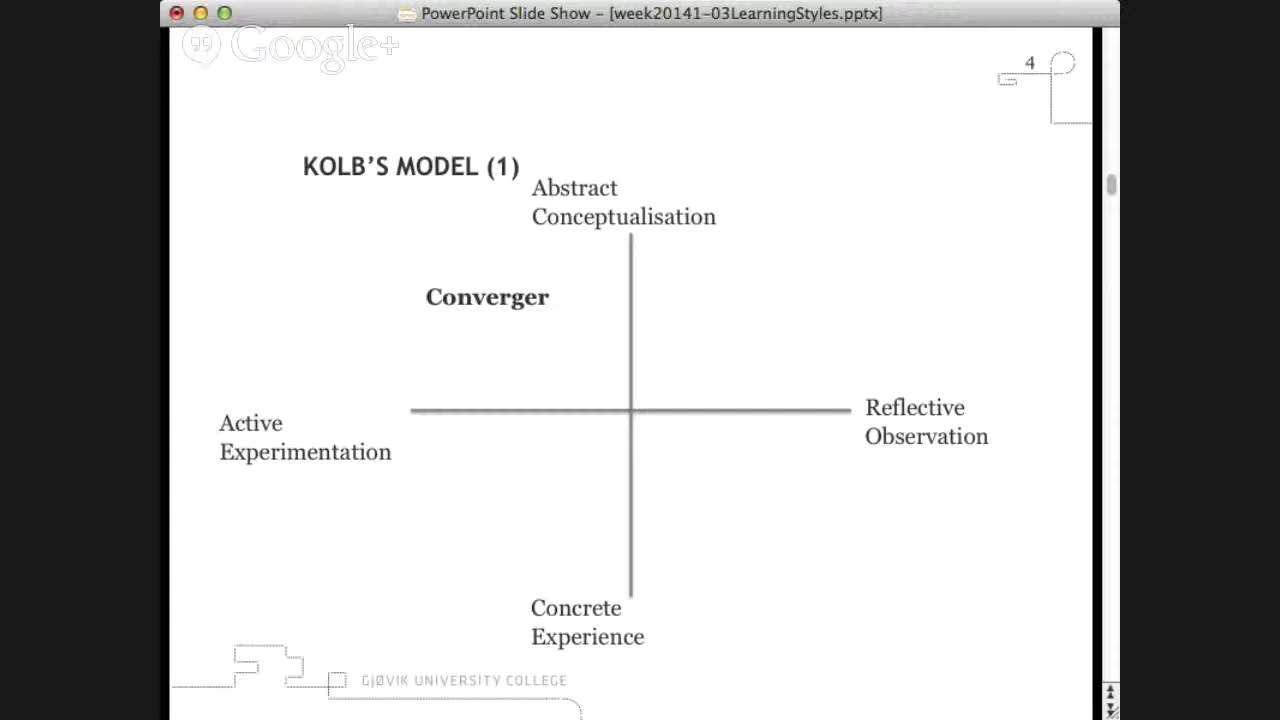 PowerPoint Slide Show – [week20141-03LearningStyles.pptx]
Google+
4
KOLB'S MODEL (1)
Abstract
Conceptualisation
Converger
Active
Experimentation
Reflective
Observation
Concrete
Experience
GJØVIK UNIVERSITY COLLEGE